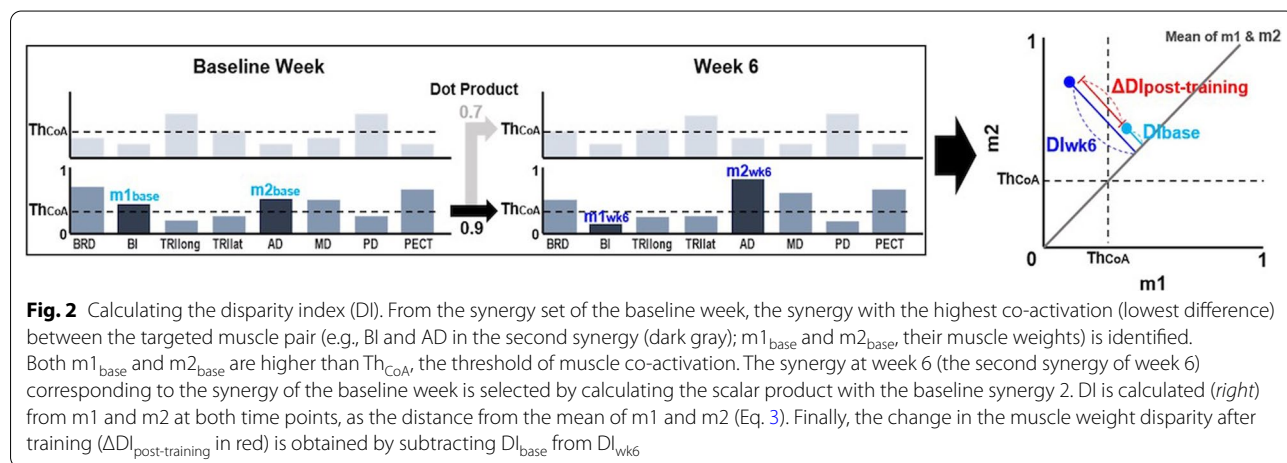 Baseline Week
Week 6
Dot Product
0.7
0.9
ThCoA
ThCoA
1
ThCoA
0
m1base
m2base
BRD BI TRIlong TRIlat AD MD PD PECT
1
ThCoA
0
m1wk6
m2wk6
BRD BI TRIlong TRIlat AD MD PD PECT
1
Mean of m1 & m2
ΔDIpost-training
DIbase
DIwk6
m2
ThCoA
0
ThCoA
1
m1
Fig. 2 Calculating the disparity index (DI). From the synergy set of the baseline week, the synergy with the highest co-activation (lowest difference)
between the targeted muscle pair (e.g., BI and AD in the second synergy (dark gray); m1base and m2base, their muscle weights) is identified.
Both m1base and m2base are higher than ThCoA, the threshold of muscle co-activation. The synergy at week 6 (the second synergy of week 6)
corresponding to the synergy of the baseline week is selected by calculating the scalar product with the baseline synergy 2. DI is calculated (right)
from m1 and m2 at both time points, as the distance from the mean of m1 and m2 (Eq. 3). Finally, the change in the muscle weight disparity after
training (ΔDIpost-training in red) is obtained by subtracting DIbase from DIwk6